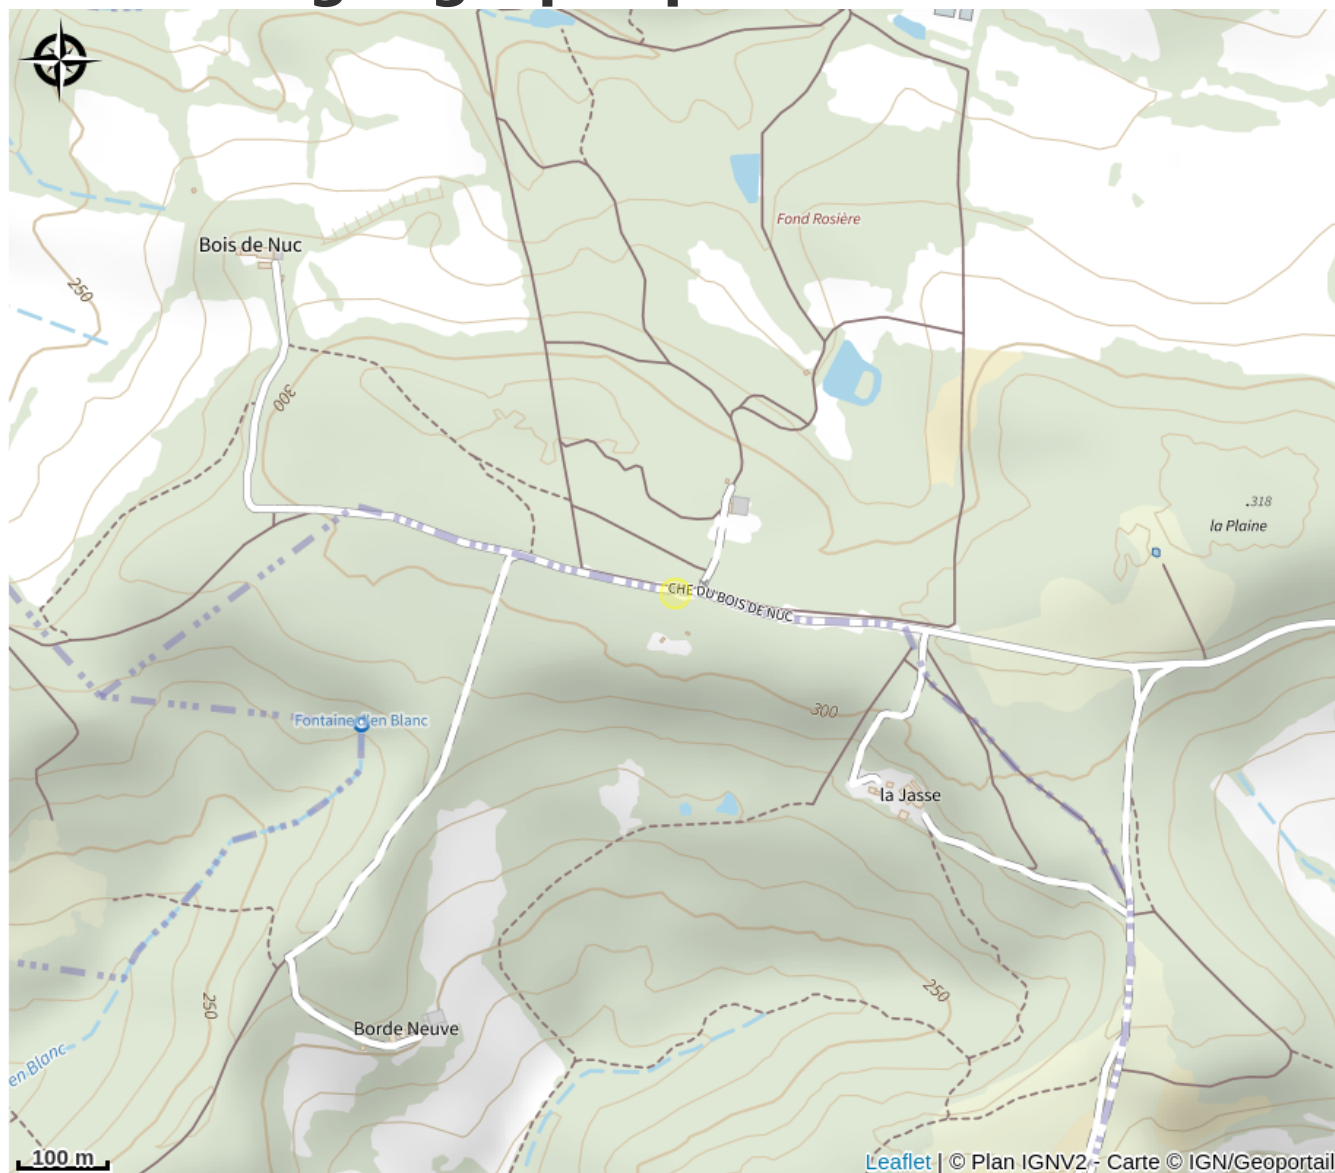 Fond Rosière
Bois de Nuc
250
300
.318
la Plaine
CHE DU BOIS DE NUC
300
Fontaine d'en Blanc
la Jasse
250
250
Borde Neuve
en Blanc
100 m
Leaflet | © Plan IGNV2 - Carte © IGN/Geoportail